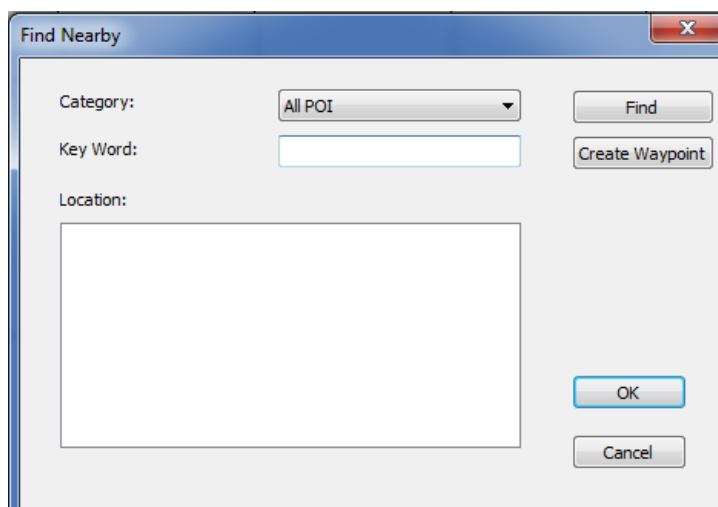 Find Nearby
Category:
All POI
Find
Key Word:
Create Waypoint
Location:
OK
Cancel